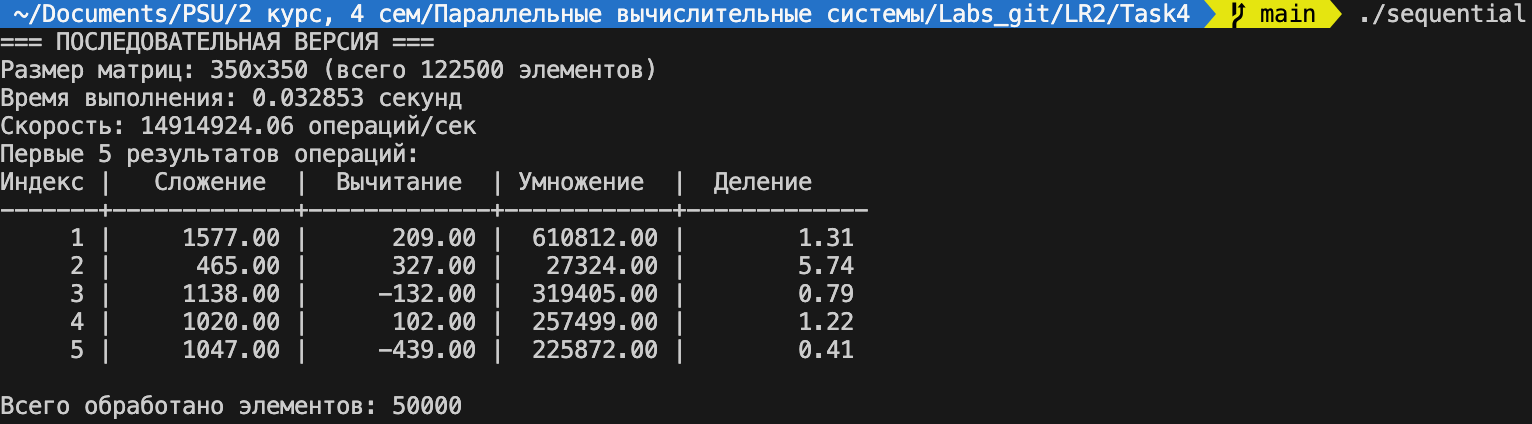 ~/Documents/PSU/2 курс, 4 сем/Параллельные вычислительные системы/Labs_git/LR2/Task4 main ./sequential
=== ПОСЛЕДОВАТЕЛЬНАЯ ВЕРСИЯ ===
Размер матриц: 350x350 (всего 122500 элементов)
Время выполнения: 0.032853 секунд
Скорость: 14914924.06 операций/сек
Первые 5 результатов операций:
Индекс |   Сложение  |  Вычитание  | Умножение  |  Деление
-------+-------------+-------------+------------+-------------
     1 |     1577.00 |      209.00 |  610812.00 |        1.31
     2 |      465.00 |      327.00 |   27324.00 |        5.74
     3 |     1138.00 |     -132.00 |  319405.00 |        0.79
     4 |     1020.00 |      102.00 |  257499.00 |        1.22
     5 |     1047.00 |     -439.00 |  225872.00 |        0.41
Всего обработано элементов: 50000